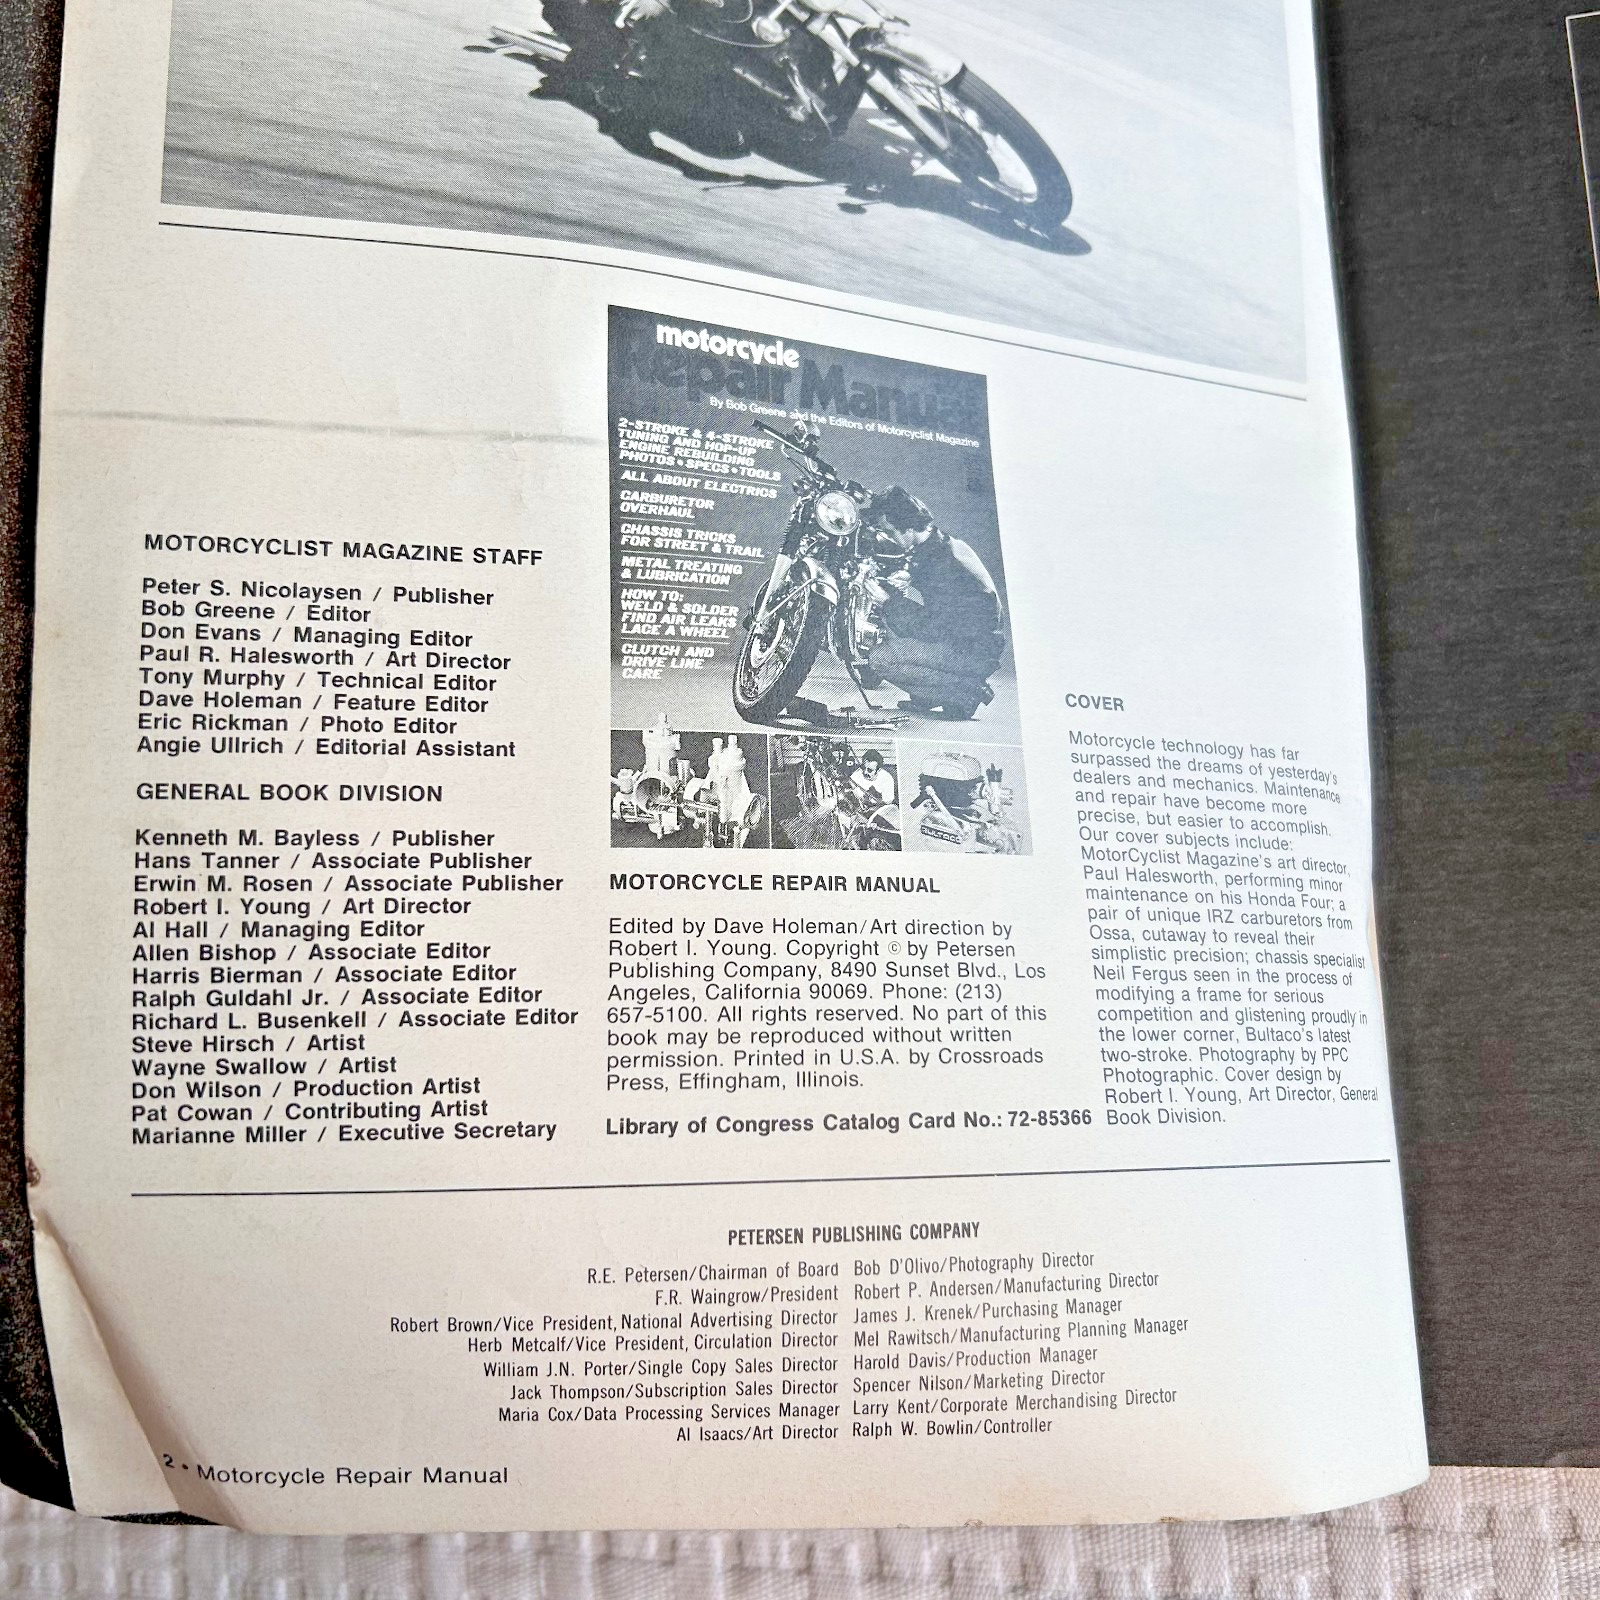 motorcycle
Repair Manual
By Bob Greene and the Editors of Motorcyclist Magazine
2-STROKE & 4-STROKE
TUNING AND HOP-UP
ENGINE REBUILDING
PHOTOS • SPECS • TOOLS
ALL ABOUT ELECTRICS
CARBURETOR
OVERHAUL
CHASSIS TRICKS
FOR STREET & TRAIL
METAL TREATING
& LUBRICATION
HOW TO:
WELD & SOLDER
FIND AIR LEAKS
LACE A WHEEL
CLUTCH AND
DRIVE LINE
CARE
BULTACO
MOTORCYCLIST MAGAZINE STAFF
Peter S. Nicolaysen / Publisher
Bob Greene / Editor
Don Evans / Managing Editor
Paul R. Halesworth / Art Director
Tony Murphy / Technical Editor
Dave Holeman / Feature Editor
Eric Rickman / Photo Editor
Angie Ullrich / Editorial Assistant
GENERAL BOOK DIVISION
Kenneth M. Bayless / Publisher
Hans Tanner / Associate Publisher
Erwin M. Rosen / Associate Publisher
Robert I. Young / Art Director
Al Hall / Managing Editor
Allen Bishop / Associate Editor
Harris Bierman / Associate Editor
Ralph Guldahl Jr. / Associate Editor
Richard L. Busenkell / Associate Editor
Steve Hirsch / Artist
Wayne Swallow / Artist
Don Wilson / Production Artist
Pat Cowan / Contributing Artist
Marianne Miller / Executive Secretary
MOTORCYCLE REPAIR MANUAL
Edited by Dave Holeman/Art direction by
Robert I. Young. Copyright © by Petersen
Publishing Company, 8490 Sunset Blvd., Los
Angeles, California 90069. Phone: (213)
657-5100. All rights reserved. No part of this
book may be reproduced without written
permission. Printed in U.S.A. by Crossroads
Press, Effingham, Illinois.
Library of Congress Catalog Card No.: 72-85366
COVER
Motorcycle technology has far
surpassed the dreams of yesterday's
dealers and mechanics. Maintenance
and repair have become more
precise, but easier to accomplish.
Our cover subjects include:
MotorCyclist Magazine's art director,
Paul Halesworth, performing minor
maintenance on his Honda Four; a
pair of unique IRZ carburetors from
Ossa, cutaway to reveal their
simplistic precision; chassis specialist
Neil Fergus seen in the process of
modifying a frame for serious
competition and glistening proudly in
the lower corner, Bultaco's latest
two-stroke. Photography by PPC
Photographic. Cover design by
Robert I. Young, Art Director, General
Book Division.
PETERSEN PUBLISHING COMPANY
R.E. Petersen/Chairman of Board
F.R. Waingrow/President
Robert Brown/Vice President, National Advertising Director
Herb Metcalf/Vice President, Circulation Director
William J.N. Porter/Single Copy Sales Director
Jack Thompson/Subscription Sales Director
Maria Cox/Data Processing Services Manager
Al Isaacs/Art Director
Bob D'Olivo/Photography Director
Robert P. Andersen/Manufacturing Director
James J. Krenek/Purchasing Manager
Mel Rawitsch/Manufacturing Planning Manager
Harold Davis/Production Manager
Spencer Nilson/Marketing Director
Larry Kent/Corporate Merchandising Director
Ralph W. Bowlin/Controller
2 • Motorcycle Repair Manual